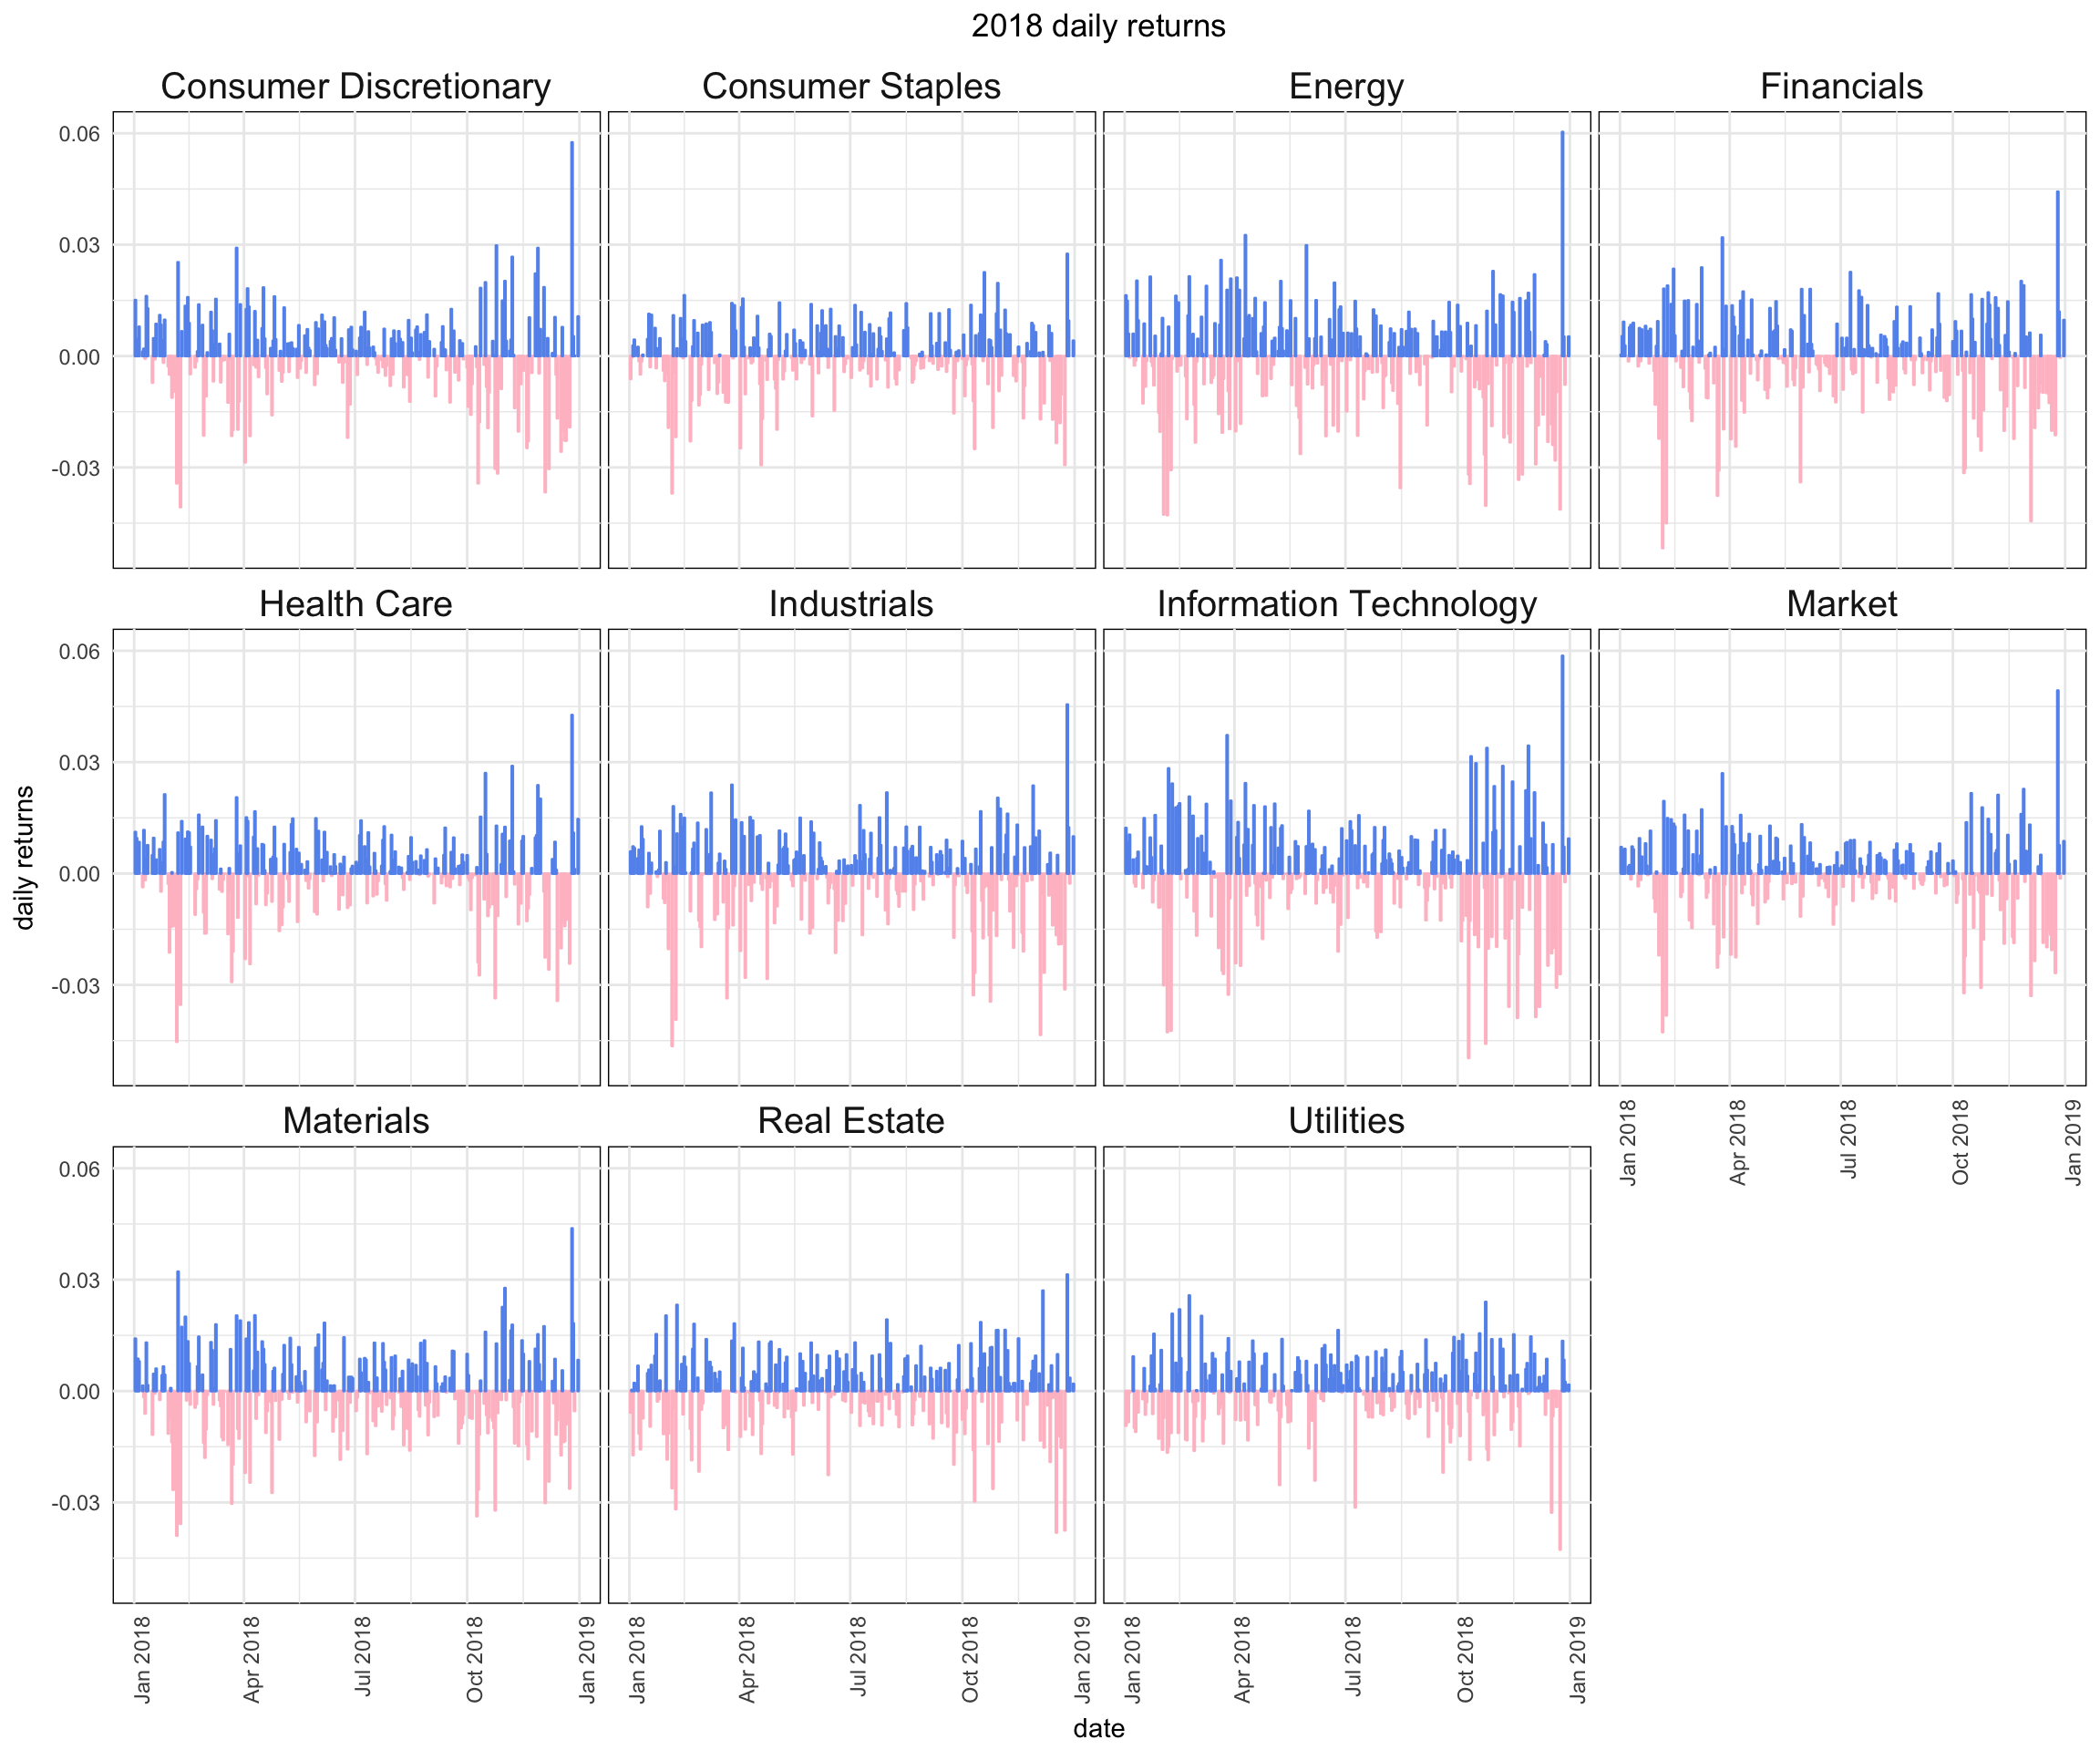 2018 daily returns
Consumer Discretionary
Consumer Staples
Energy
Financials
0.06
0.03
0.00
-0.03
Health Care
Industrials
Information Technology
Market
0.06
0.03
0.00
-0.03
daily returns
Jan 2018
Apr 2018
Jul 2018
Oct 2018
Jan 2019
Materials
Real Estate
Utilities
0.06
0.03
0.00
-0.03
Jan 2018
Apr 2018
Jul 2018
Oct 2018
Jan 2019
Jan 2018
Apr 2018
Jul 2018
Oct 2018
Jan 2019
Jan 2018
Apr 2018
Jul 2018
Oct 2018
Jan 2019
date